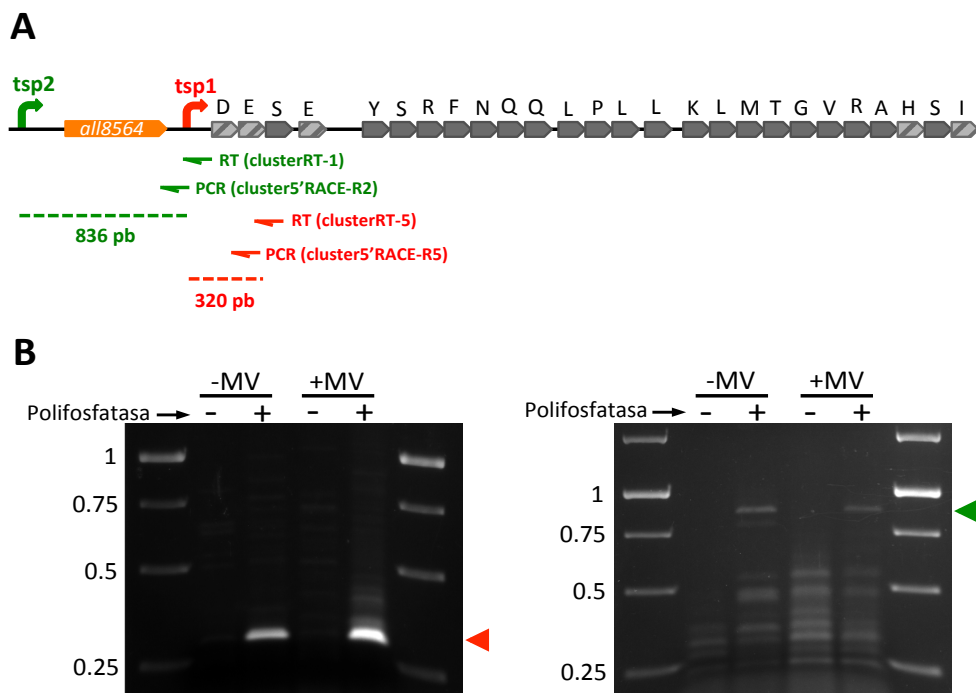 A
tsp2 tsp1
D E S E Y S R F N Q Q L P L L K L M T G V R A H S I
all8564
RT (clusterRT-1)
PCR (cluster5'RACE-R2)
836 pb
RT (clusterRT-5)
PCR (cluster5'RACE-R5)
320 pb
B
-MV +MV -MV +MV
Polifosfatasa - + - + Polifosfatasa - + - +
1
0.75
0.5
0.25
1
0.75
0.5
0.25